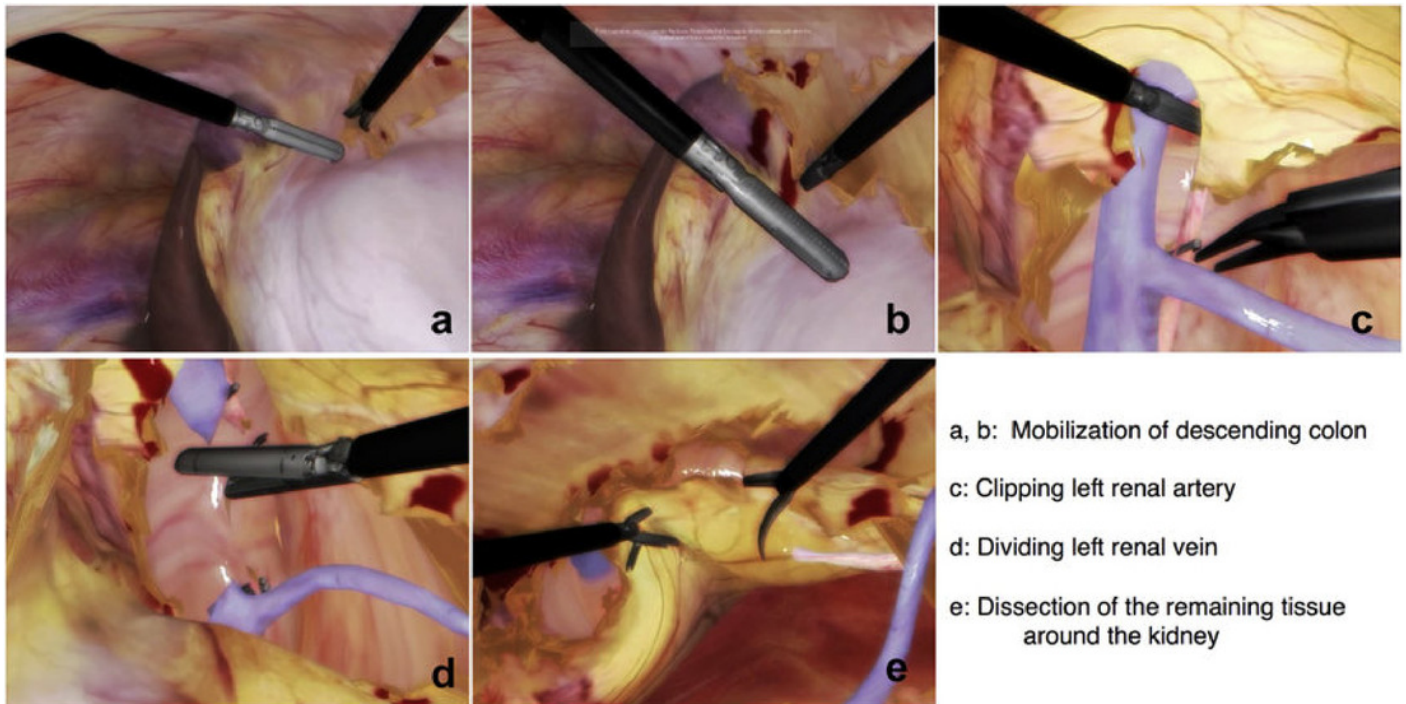 a
b
c
d
e
a, b: Mobilization of descending colon
c: Clipping left renal artery
d: Dividing left renal vein
e: Dissection of the remaining tissue
around the kidney